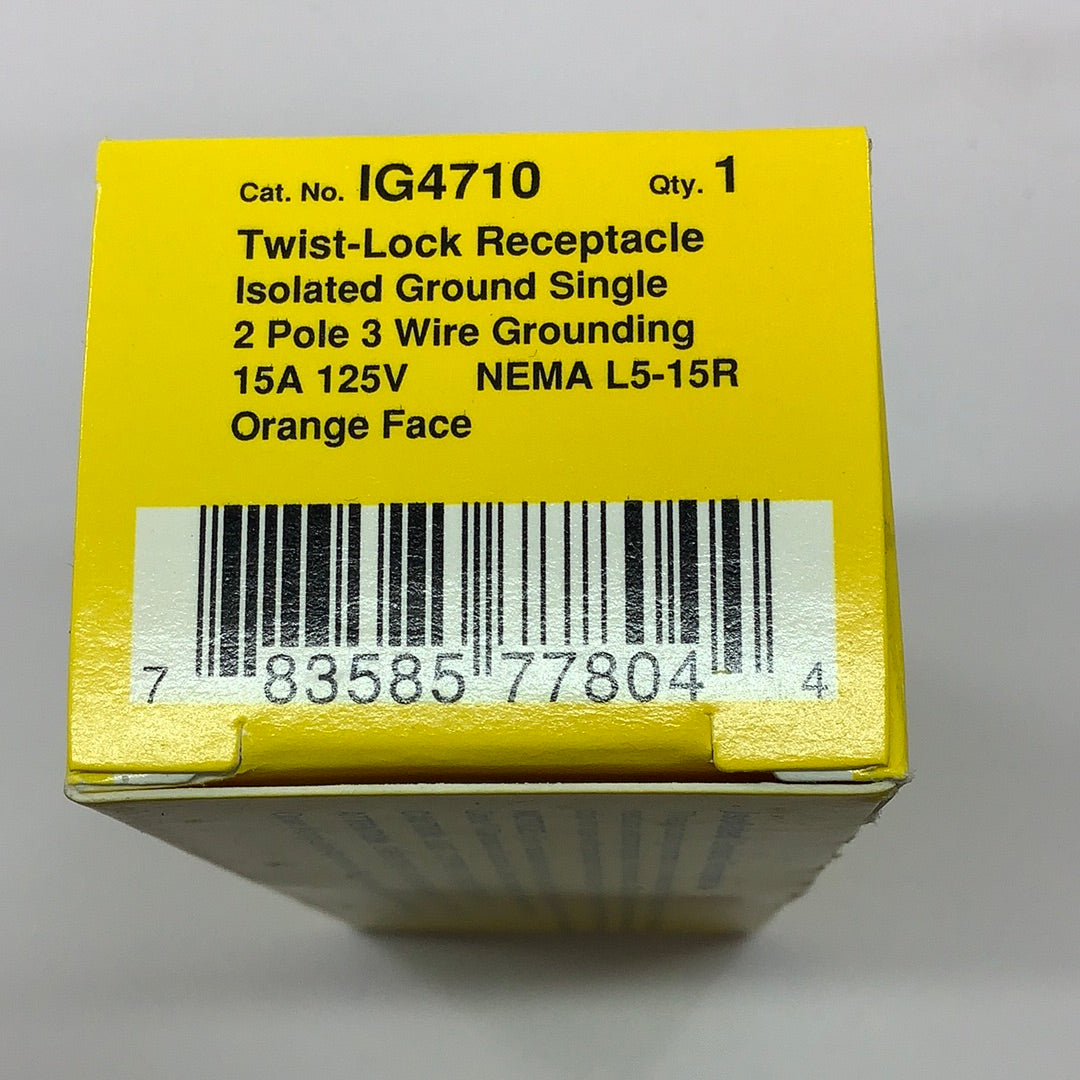 Cat. No. IG4710 Qty. 1
Twist-Lock Receptacle
Isolated Ground Single
2 Pole 3 Wire Grounding
15A 125V NEMA L5-15R
Orange Face
7 83585 77804 4